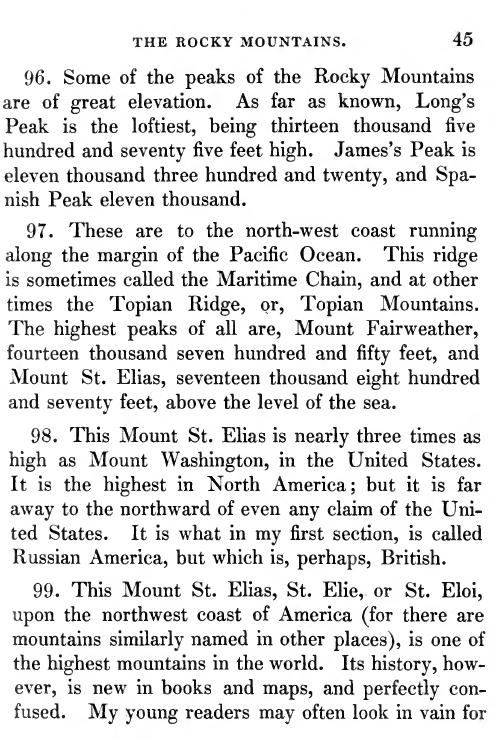 THE ROCKY MOUNTAINS. 45
96. Some of the peaks of the Rocky Mountains
are of great elevation. As far as known, Long's
Peak is the loftiest, being thirteen thousand five
hundred and seventy five feet high. James's Peak is
eleven thousand three hundred and twenty, and Spa-
nish Peak eleven thousand.
97. These are to the north-west coast running
along the margin of the Pacific Ocean. This ridge
is sometimes called the Maritime Chain, and at other
times the Topian Ridge, or, Topian Mountains.
The highest peaks of all are, Mount Fairweather,
fourteen thousand seven hundred and fifty feet, and
Mount St. Elias, seventeen thousand eight hundred
and seventy feet, above the level of the sea.
98. This Mount St. Elias is nearly three times as
high as Mount Washington, in the United States.
It is the highest in North America; but it is far
away to the northward of even any claim of the Uni-
ted States. It is what in my first section, is called
Russian America, but which is, perhaps, British.
99. This Mount St. Elias, St. Elie, or St. Eloi,
upon the northwest coast of America (for there are
mountains similarly named in other places), is one of
the highest mountains in the world. Its history, how-
ever, is new in books and maps, and perfectly con-
fused. My young readers may often look in vain for